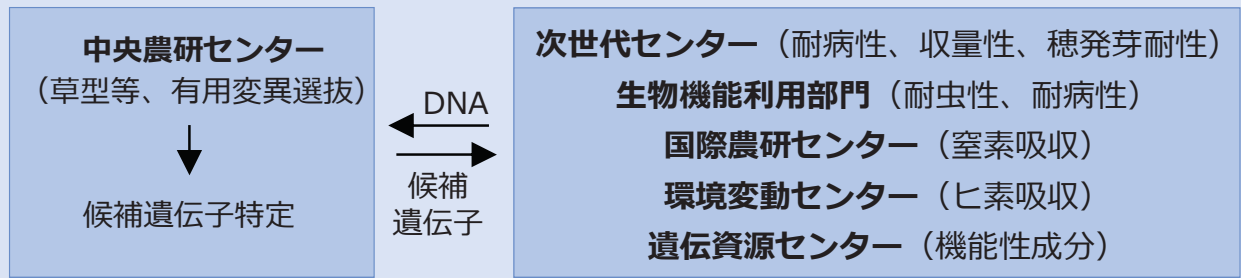 中央農研センター
（草型等、有用変異選抜）
候補遺伝子特定
DNA
候補
遺伝子
次世代センター（耐病性、収量性、穂発芽耐性）
生物機能利用部門（耐虫性、耐病性）
国際農研センター（窒素吸収）
環境変動センター（ヒ素吸収）
遺伝資源センター（機能性成分）